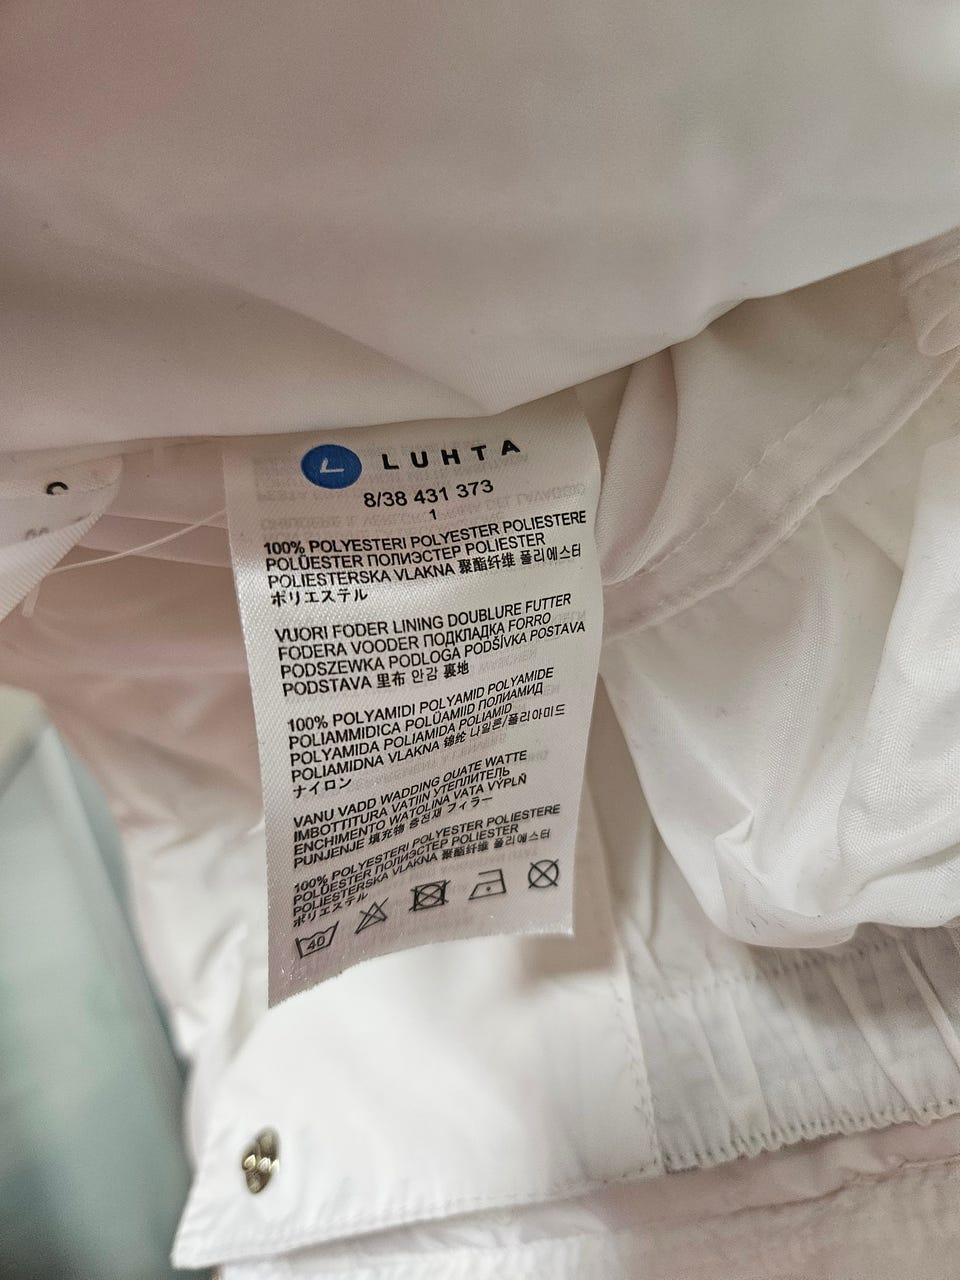 LUHTA
8/38 431 373
1
100% POLYESTERI POLYESTER POLIESTERE
POLÜESTER ПОЛИЭСТЕР POLIESTER
POLIESTERSKA VLAKNA 聚酯纤维 폴리에스터
ポリエステル
VUORI FODER LINING DOUBLURE FUTTER
FODERA VOODER ПОДКЛАДКА FORRO
PODSZEWKA PODLOGA PODŠÍVKA POSTAVA
PODSTAVA 里布 안감 裏地
100% POLYAMIDI POLYAMID POLYAMIDE
POLIAMMIDICA POLÜAMIID ПОЛИАМИД
POLYAMIDA POLIAMIDA POLIAMID
POLIAMIDNA VLAKNA 锦纶 나일론/폴리아미드
ナイロン
VANU VADD WADDING OUATE WATTE
IMBOTTITURA VATIIN УТЕПЛИТЕЛЬ
ENCHIMENTO WATOLINA VATA VÝPLŇ
PUNJENJE 填充物 충전재 フィラー
100% POLYESTERI POLYESTER POLIESTERE
POLÜESTER ПОЛИЭСТЕР POLIESTER
POLIESTERSKA VLAKNA 聚酯纤维 폴리에스터
ポリエステル
40